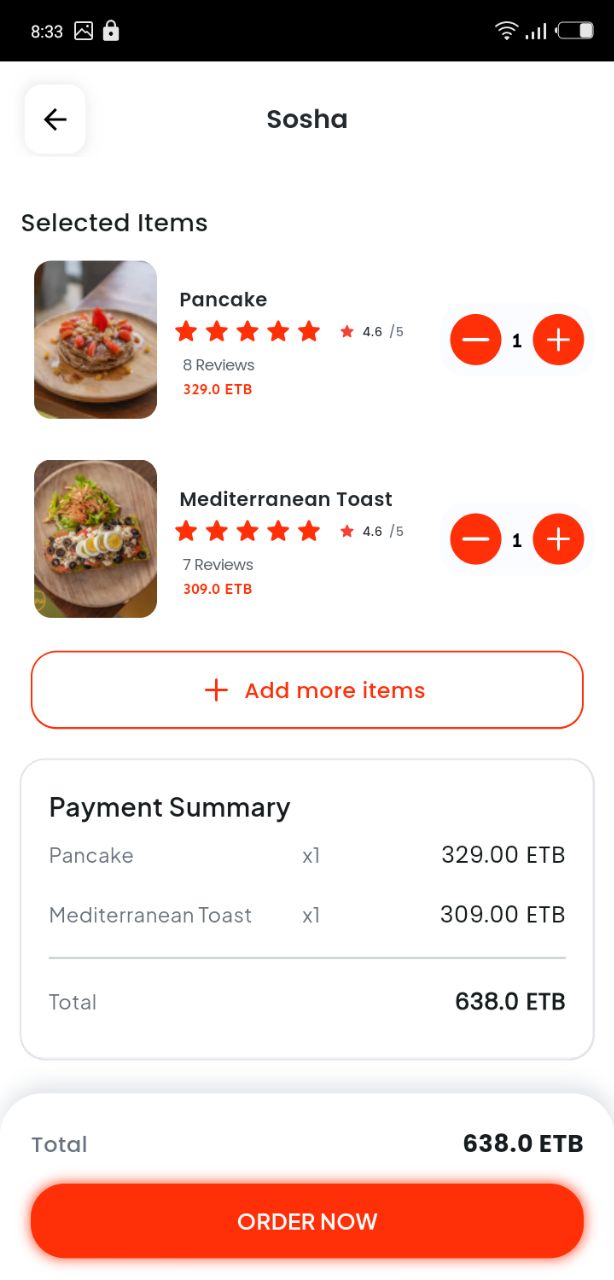 8:33
Sosha
Selected Items
Pancake
4.6 /5
8 Reviews
329.0 ETB
1
Mediterranean Toast
4.6 /5
7 Reviews
309.0 ETB
1
Add more items
Payment Summary
Pancake x1 329.00 ETB
Mediterranean Toast x1 309.00 ETB
Total 638.0 ETB
Total 638.0 ETB
ORDER NOW